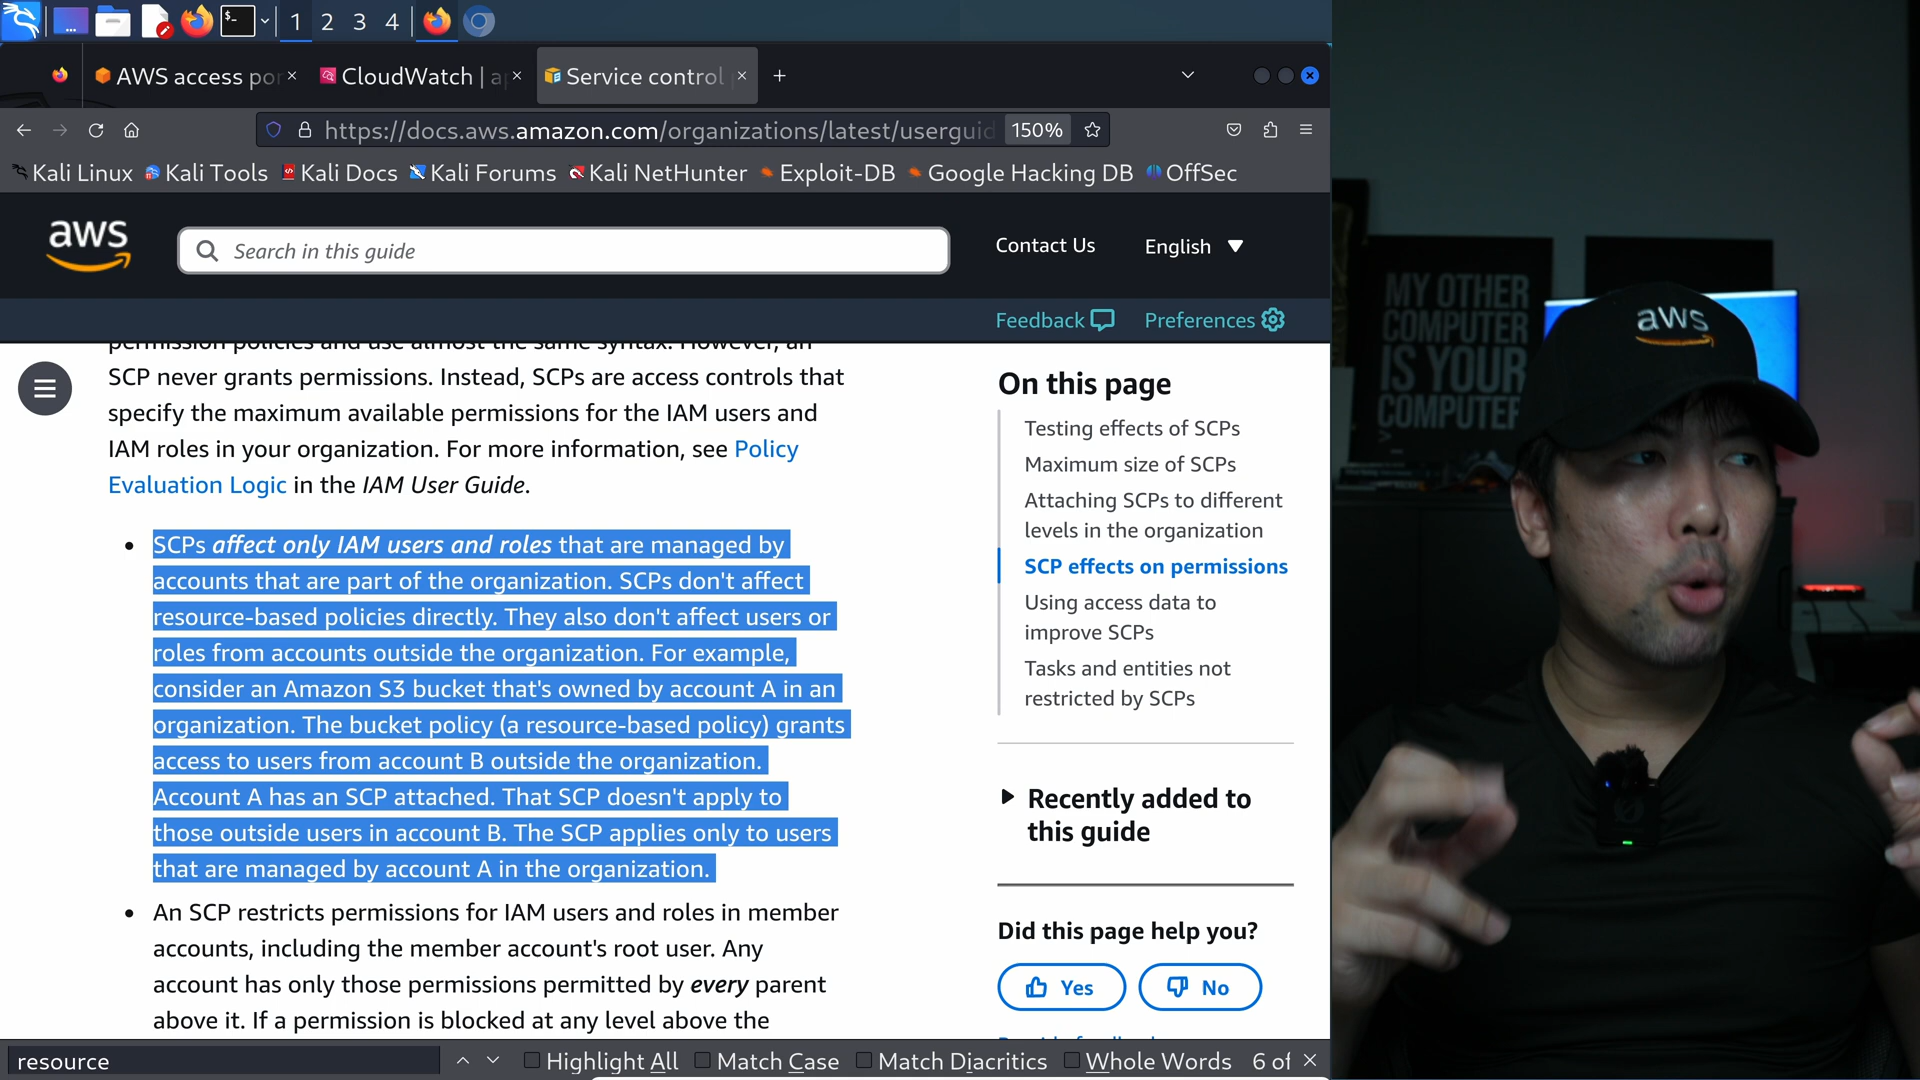 1 2 3 4
AWS access po
CloudWatch | a
Service control
https://docs.aws.amazon.com/organizations/latest/userguid
150%
Kali Linux Kali Tools Kali Docs Kali Forums Kali NetHunter Exploit-DB Google Hacking DB OffSec
aws
Search in this guide
Contact Us
English
Feedback
Preferences
permission policies and use almost the same syntax. However, an
SCP never grants permissions. Instead, SCPs are access controls that
specify the maximum available permissions for the IAM users and
IAM roles in your organization. For more information, see Policy
Evaluation Logic in the IAM User Guide.
• SCPs affect only IAM users and roles that are managed by
accounts that are part of the organization. SCPs don't affect
resource-based policies directly. They also don't affect users or
roles from accounts outside the organization. For example,
consider an Amazon S3 bucket that's owned by account A in an
organization. The bucket policy (a resource-based policy) grants
access to users from account B outside the organization.
Account A has an SCP attached. That SCP doesn't apply to
those outside users in account B. The SCP applies only to users
that are managed by account A in the organization.
• An SCP restricts permissions for IAM users and roles in member
accounts, including the member account's root user. Any
account has only those permissions permitted by every parent
above it. If a permission is blocked at any level above the
On this page
Testing effects of SCPs
Maximum size of SCPs
Attaching SCPs to different
levels in the organization
SCP effects on permissions
Using access data to
improve SCPs
Tasks and entities not
restricted by SCPs
Recently added to
this guide
Did this page help you?
Yes
No
resource
Highlight All
Match Case
Match Diacritics
Whole Words
6 of
MY OTHER
COMPUTER
IS YOUR
COMPUTER
aws